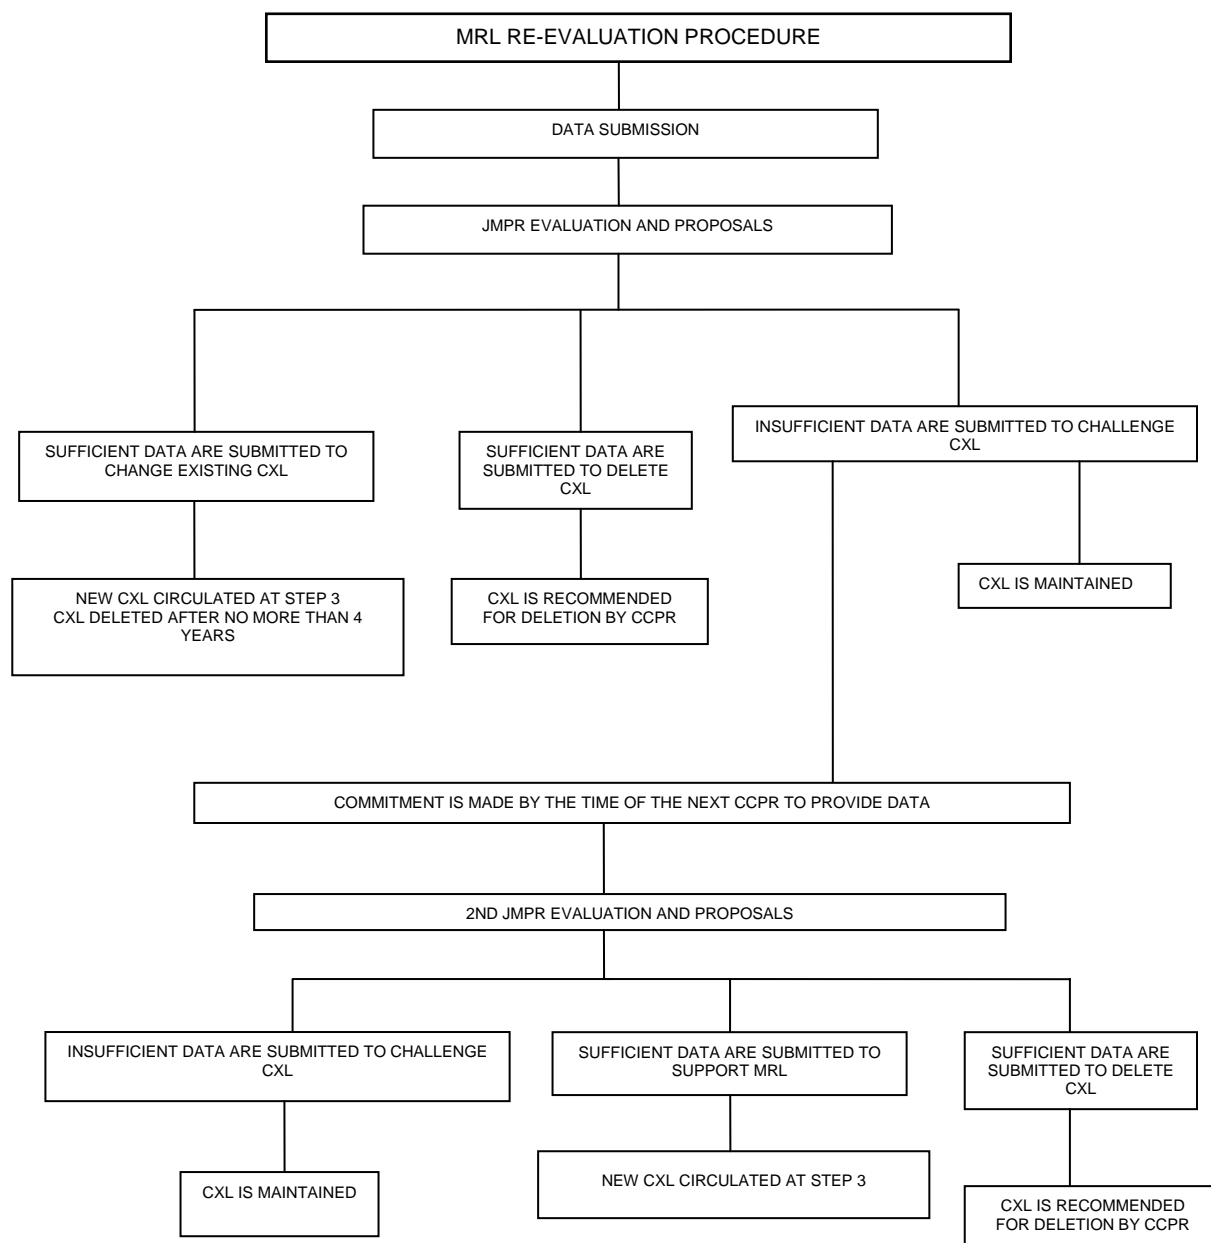 MRL RE-EVALUATION PROCEDURE
DATA SUBMISSION
JMPR EVALUATION AND PROPOSALS
SUFFICIENT DATA ARE SUBMITTED TO
CHANGE EXISTING CXL
SUFFICIENT DATA ARE
SUBMITTED TO DELETE
CXL
INSUFFICIENT DATA ARE SUBMITTED TO CHALLENGE
CXL
NEW CXL CIRCULATED AT STEP 3
CXL DELETED AFTER NO MORE THAN 4
YEARS
CXL IS RECOMMENDED
FOR DELETION BY CCPR
CXL IS MAINTAINED
COMMITMENT IS MADE BY THE TIME OF THE NEXT CCPR TO PROVIDE DATA
2ND JMPR EVALUATION AND PROPOSALS
INSUFFICIENT DATA ARE SUBMITTED TO CHALLENGE
CXL
SUFFICIENT DATA ARE SUBMITTED TO
SUPPORT MRL
SUFFICIENT DATA ARE
SUBMITTED TO DELETE
CXL
CXL IS MAINTAINED
NEW CXL CIRCULATED AT STEP 3
CXL IS RECOMMENDED
FOR DELETION BY CCPR